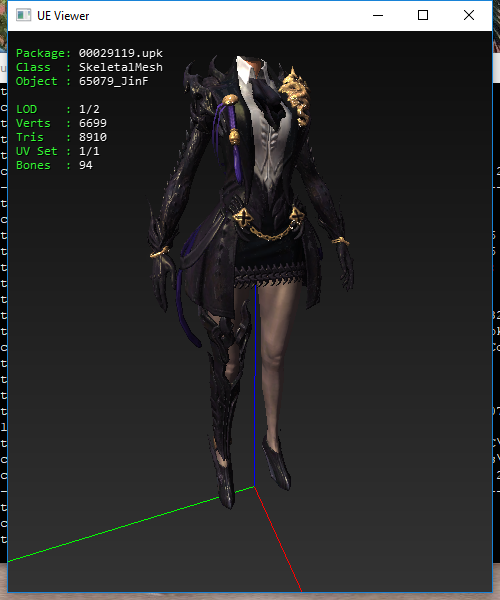 UE Viewer
Package: 00029119.upk
Class : SkeletalMesh
Object : 65079_JinF
LOD : 1/2
Verts : 6699
Tris : 8910
UV Set : 1/1
Bones : 94